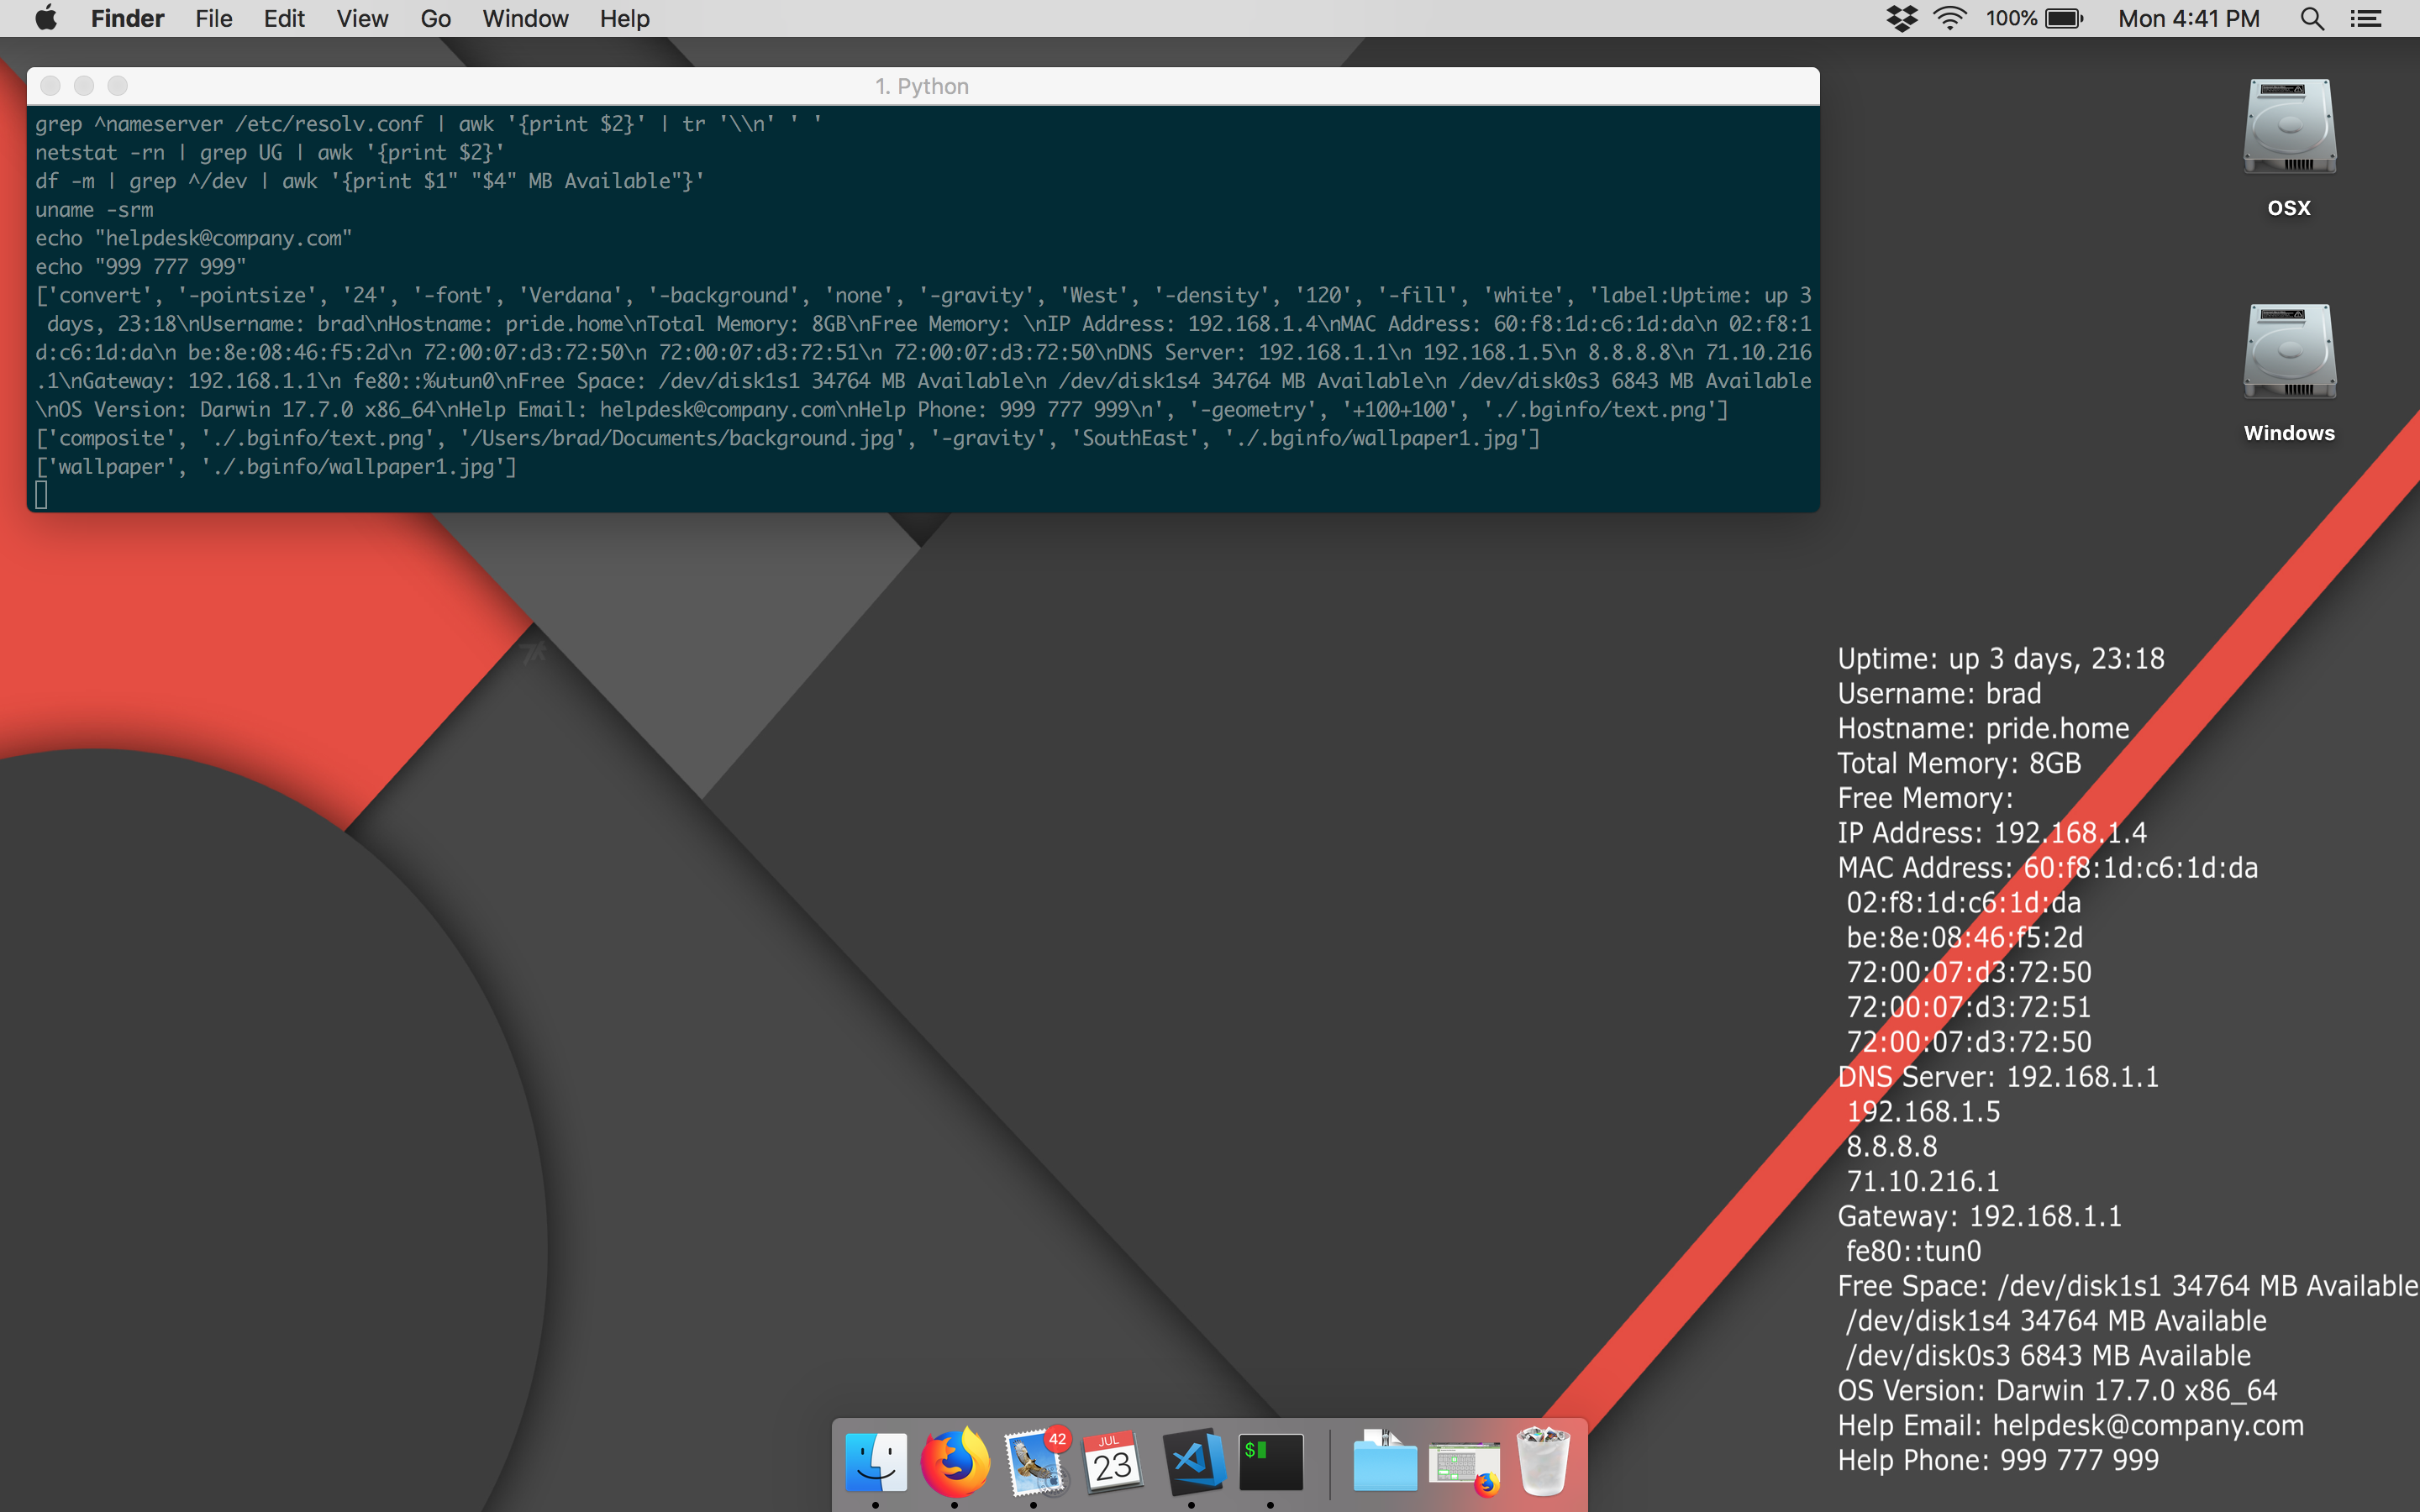 Finder File Edit View Go Window Help 100% Mon 4:41 PM
1. Python
grep ^nameserver /etc/resolv.conf | awk '{print $2}' | tr '\\n' ' '
netstat -rn | grep UG | awk '{print $2}'
df -m | grep ^/dev | awk '{print $1" "$4" MB Available"}'
uname -srm
echo "helpdesk@company.com"
echo "999 777 999"
['convert', '-pointsize', '24', '-font', 'Verdana', '-background', 'none', '-gravity', 'West', '-density', '120', '-fill', 'white', 'label:Uptime: up 3
 days, 23:18\nUsername: brad\nHostname: pride.home\nTotal Memory: 8GB\nFree Memory: \nIP Address: 192.168.1.4\nMAC Address: 60:f8:1d:c6:1d:da\n 02:f8:1
d:c6:1d:da\n be:8e:08:46:f5:2d\n 72:00:07:d3:72:50\n 72:00:07:d3:72:51\n 72:00:07:d3:72:50\nDNS Server: 192.168.1.1\n 192.168.1.5\n 8.8.8.8\n 71.10.216
.1\nGateway: 192.168.1.1\n fe80::%utun0\nFree Space: /dev/disk1s1 34764 MB Available\n /dev/disk1s4 34764 MB Available\n /dev/disk0s3 6843 MB Available
\nOS Version: Darwin 17.7.0 x86_64\nHelp Email: helpdesk@company.com\nHelp Phone: 999 777 999\n', '-geometry', '+100+100', './.bginfo/text.png']
['composite', './.bginfo/text.png', '/Users/brad/Documents/background.jpg', '-gravity', 'SouthEast', './.bginfo/wallpaper1.jpg']
['wallpaper', './.bginfo/wallpaper1.jpg']
OSX
Windows
Uptime: up 3 days, 23:18
Username: brad
Hostname: pride.home
Total Memory: 8GB
Free Memory:
IP Address: 192.168.1.4
MAC Address: 60:f8:1d:c6:1d:da
02:f8:1d:c6:1d:da
be:8e:08:46:f5:2d
72:00:07:d3:72:50
72:00:07:d3:72:51
72:00:07:d3:72:50
DNS Server: 192.168.1.1
192.168.1.5
8.8.8.8
71.10.216.1
Gateway: 192.168.1.1
fe80::tun0
Free Space: /dev/disk1s1 34764 MB Available
/dev/disk1s4 34764 MB Available
/dev/disk0s3 6843 MB Available
OS Version: Darwin 17.7.0 x86_64
Help Email: helpdesk@company.com
Help Phone: 999 777 999
42
JUL
23
$